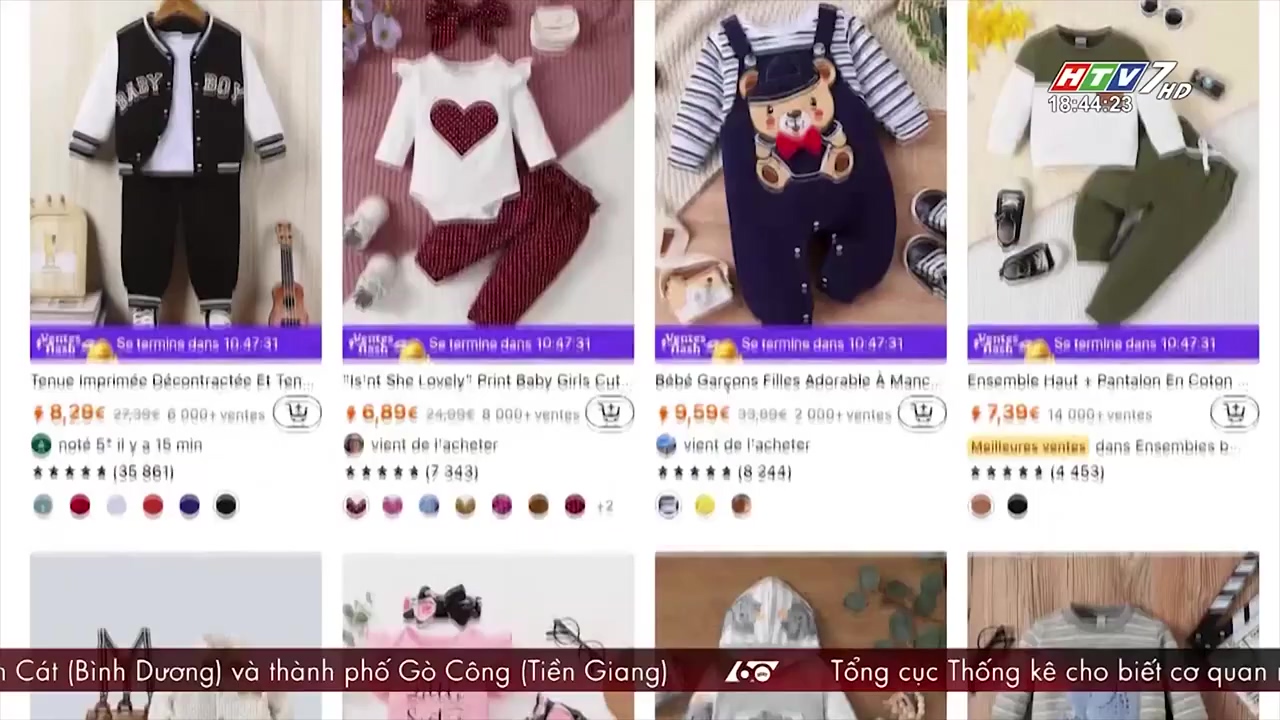 HTV7 HD
18:44:23
BABY BOY
Ventes flash Se termine dans 10:47:31
Ventes flash Se termine dans 10:47:31
Ventes flash Se termine dans 10:47:31
Ventes flash Se termine dans 10:47:31
Tenue Imprimée Décontractée Et Ten...
"Is'nt She Lovely" Print Baby Girls Cut...
Bébé Garçons Filles Adorable À Manc...
Ensemble Haut + Pantalon En Coton ...
8,29€ 27,39€ 6 000+ ventes
6,89€ 24,09€ 8 000+ ventes
9,59€ 33,89€ 2 000+ ventes
7,39€ 14 000+ ventes
noté 5* il y a 15 min
vient de l'acheter
vient de l'acheter
Meilleures ventes dans Ensembles b...
(35 861)
(7 343)
(8 244)
(4 453)
+2
Cát (Bình Dương) và thành phố Gò Công (Tiền Giang) 60 Tổng cục Thống kê cho biết cơ quan